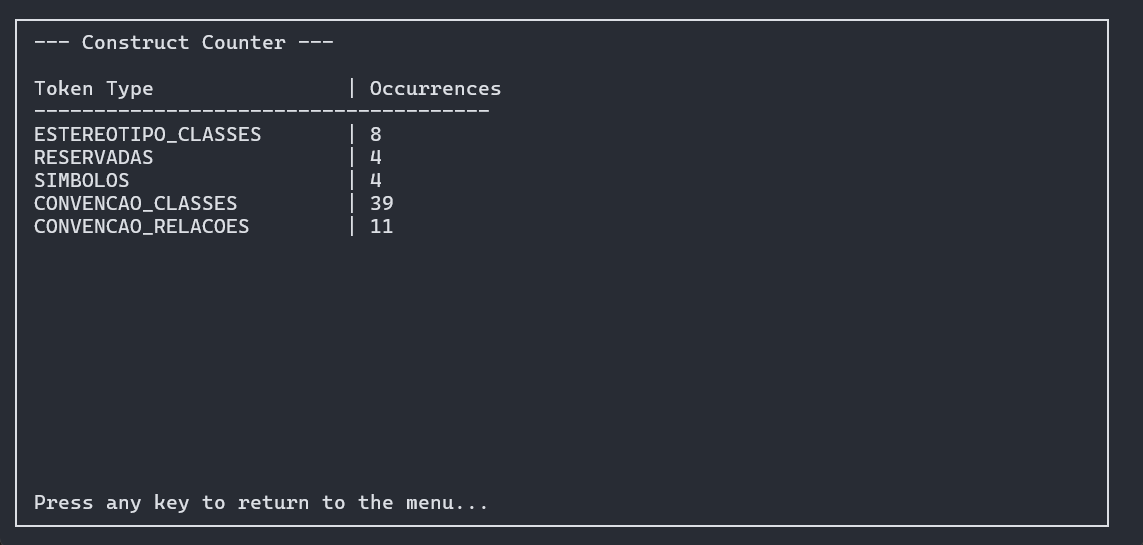 --- Construct Counter ---
Token Type | Occurrences
--------------------------------------
ESTEREOTIPO_CLASSES | 8
RESERVADAS | 4
SIMBOLOS | 4
CONVENCAO_CLASSES | 39
CONVENCAO_RELACOES | 11
Press any key to return to the menu...